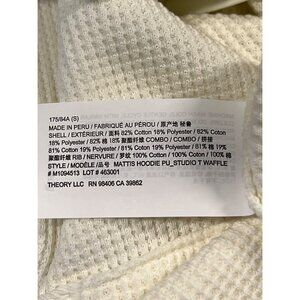 175/84A (S)
MADE IN PERU / FABRIQUÉ AU PÉROU / 原产地 秘鲁
SHELL / EXTÉRIEUR / 面料 82% Cotton 18% Polyester / 82% Coton
18% Polyester / 82% 棉 18% 聚酯纤维 COMBO / COMBO / 拼接
81% Cotton 19% Polyester / 81% Coton 19% Polyester / 81% 棉 19%
聚酯纤维 RIB / NERVURE / 罗纹 100% Cotton / 100% Coton / 100% 棉
STYLE / MODÈLE / 品号 MATTIS HOODIE PU_STUDIO T WAFFLE
# M1094513 LOT # 463001
THEORY LLC RN 98406 CA 39862